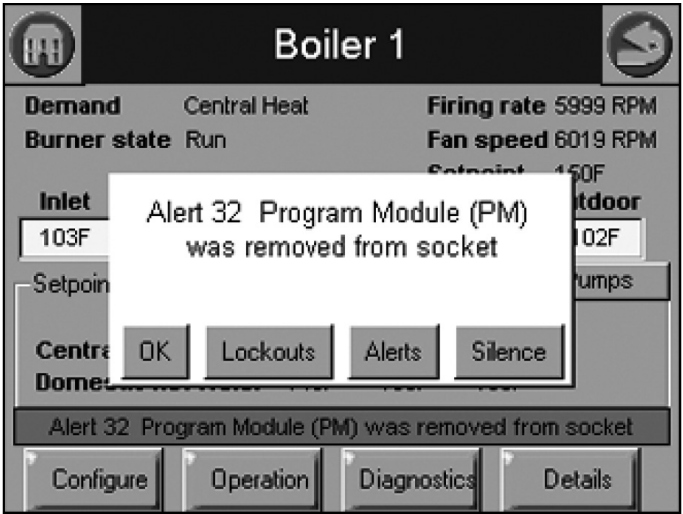 Boiler 1
Demand Central Heat Firing rate 5999 RPM
Burner state Run Fan speed 6019 RPM
Setpoint 150F
Inlet
103F
Alert 32 Program Module (PM)
was removed from socket
OK Lockouts Alerts Silence
Alert 32 Program Module (PM) was removed from socket
Configure Operation Diagnostics Details